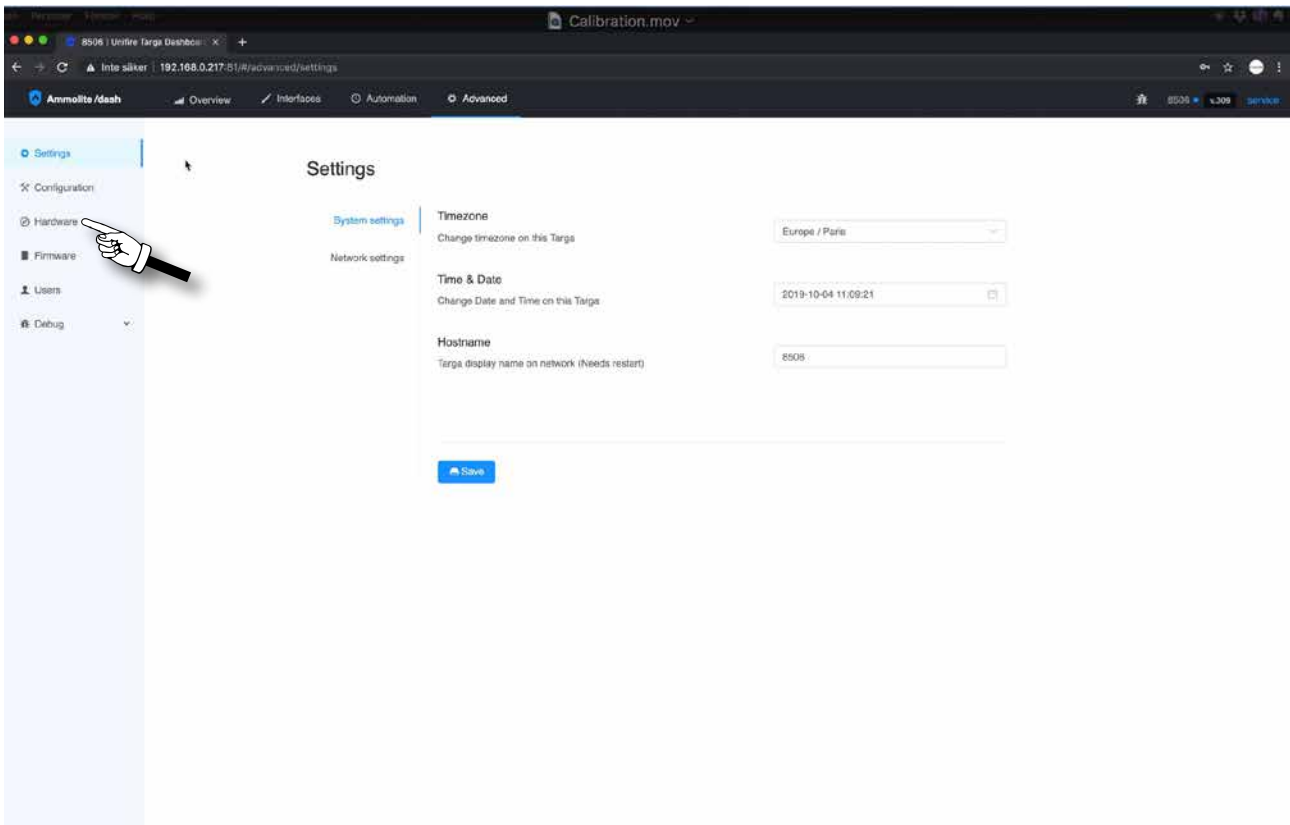 Calibration.mov
8506 | Unifire Targa Dashboar
Inte säker 192.168.0.217:81/#/advanced/settings
Ammolite /dash Overview Interfaces Automation Advanced 8506 v.309 service
Settings
Configuration
Hardware
Firmware
Users
Debug
Settings
System settings
Network settings
Timezone
Change timezone on this Targa
Europe / Paris
Time & Date
Change Date and Time on this Targa
2019-10-04 11:09:21
Hostname
Targa display name on network (Needs restart)
8506
Save